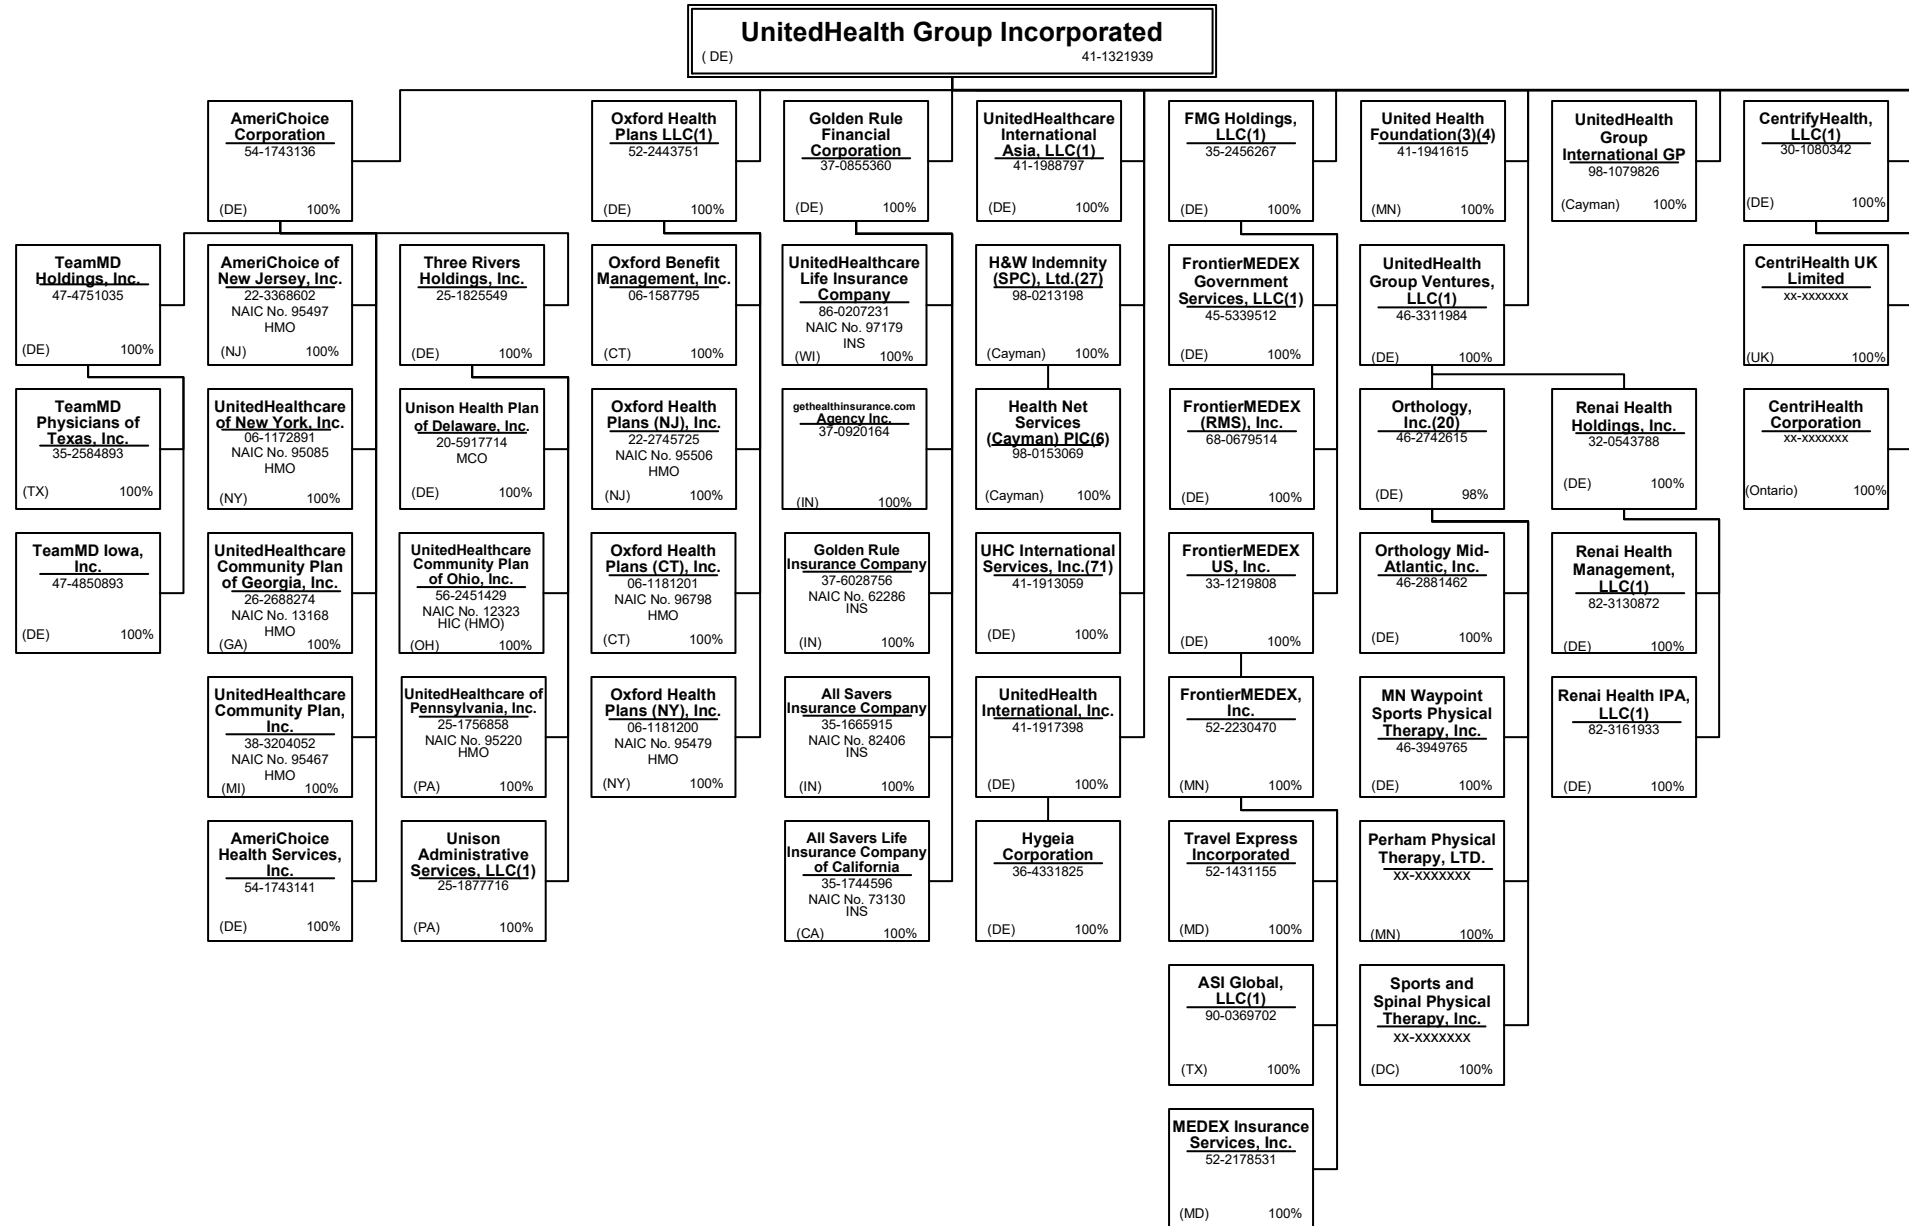 UnitedHealth Group Incorporated
( DE) 41-1321939
AmeriChoice
Corporation
54-1743136
(DE) 100%
Oxford Health
Plans LLC(1)
52-2443751
(DE) 100%
Golden Rule
Financial
Corporation
37-0855360
(DE) 100%
UnitedHealthcare
International
Asia, LLC(1)
41-1988797
(DE) 100%
FMG Holdings,
LLC(1)
35-2456267
(DE) 100%
United Health
Foundation(3)(4)
41-1941615
(MN) 100%
UnitedHealth
Group
International GP
98-1079826
(Cayman) 100%
CentrifyHealth,
LLC(1)
30-1080342
(DE) 100%
TeamMD
Holdings, Inc.
47-4751035
(DE) 100%
AmeriChoice of
New Jersey, Inc.
22-3368602
NAIC No. 95497
HMO
(NJ) 100%
Three Rivers
Holdings, Inc.
25-1825549
(DE) 100%
Oxford Benefit
Management, Inc.
06-1587795
(CT) 100%
UnitedHealthcare
Life Insurance
Company
86-0207231
NAIC No. 97179
INS
(WI) 100%
H&W Indemnity
(SPC), Ltd.(27)
98-0213198
(Cayman) 100%
FrontierMEDEX
Government
Services, LLC(1)
45-5339512
(DE) 100%
UnitedHealth
Group Ventures,
LLC(1)
46-3311984
(DE) 100%
CentriHealth UK
Limited
xx-xxxxxxx
(UK) 100%
TeamMD
Physicians of
Texas, Inc.
35-2584893
(TX) 100%
UnitedHealthcare
of New York, Inc.
06-1172891
NAIC No. 95085
HMO
(NY) 100%
Unison Health Plan
of Delaware, Inc.
20-5917714
MCO
(DE) 100%
Oxford Health
Plans (NJ), Inc.
22-2745725
NAIC No. 95506
HMO
(NJ) 100%
gethealthinsurance.com
Agency Inc.
37-0920164
(IN) 100%
Health Net
Services
(Cayman) PIC(6)
98-0153069
(Cayman) 100%
FrontierMEDEX
(RMS), Inc.
68-0679514
(DE) 100%
Orthology,
Inc.(20)
46-2742615
(DE) 98%
Renai Health
Holdings, Inc.
32-0543788
(DE) 100%
CentriHealth
Corporation
xx-xxxxxxx
(Ontario) 100%
TeamMD Iowa,
Inc.
47-4850893
(DE) 100%
UnitedHealthcare
Community Plan
of Georgia, Inc.
26-2688274
NAIC No. 13168
HMO
(GA) 100%
UnitedHealthcare
Community Plan
of Ohio, Inc.
56-2451429
NAIC No. 12323
HIC (HMO)
(OH) 100%
Oxford Health
Plans (CT), Inc.
06-1181201
NAIC No. 96798
HMO
(CT) 100%
Golden Rule
Insurance Company
37-6028756
NAIC No. 62286
INS
(IN) 100%
UHC International
Services, Inc.(71)
41-1913059
(DE) 100%
FrontierMEDEX
US, Inc.
33-1219808
(DE) 100%
Orthology Mid-
Atlantic, Inc.
46-2881462
(DE) 100%
Renai Health
Management,
LLC(1)
82-3130872
(DE) 100%
UnitedHealthcare
Community Plan,
Inc.
38-3204052
NAIC No. 95467
HMO
(MI) 100%
UnitedHealthcare of
Pennsylvania, Inc.
25-1756858
NAIC No. 95220
HMO
(PA) 100%
Oxford Health
Plans (NY), Inc.
06-1181200
NAIC No. 95479
HMO
(NY) 100%
All Savers
Insurance Company
35-1665915
NAIC No. 82406
INS
(IN) 100%
UnitedHealth
International, Inc.
41-1917398
(DE) 100%
FrontierMEDEX,
Inc.
52-2230470
(MN) 100%
MN Waypoint
Sports Physical
Therapy, Inc.
46-3949765
(DE) 100%
Renai Health IPA,
LLC(1)
82-3161933
(DE) 100%
AmeriChoice
Health Services,
Inc.
54-1743141
(DE) 100%
Unison
Administrative
Services, LLC(1)
25-1877716
(PA) 100%
All Savers Life
Insurance Company
of California
35-1744596
NAIC No. 73130
INS
(CA) 100%
Hygeia
Corporation
36-4331825
(DE) 100%
Travel Express
Incorporated
52-1431155
(MD) 100%
Perham Physical
Therapy, LTD.
xx-xxxxxxx
(MN) 100%
ASI Global,
LLC(1)
90-0369702
(TX) 100%
Sports and
Spinal Physical
Therapy, Inc.
xx-xxxxxxx
(DC) 100%
MEDEX Insurance
Services, Inc.
52-2178531
(MD) 100%